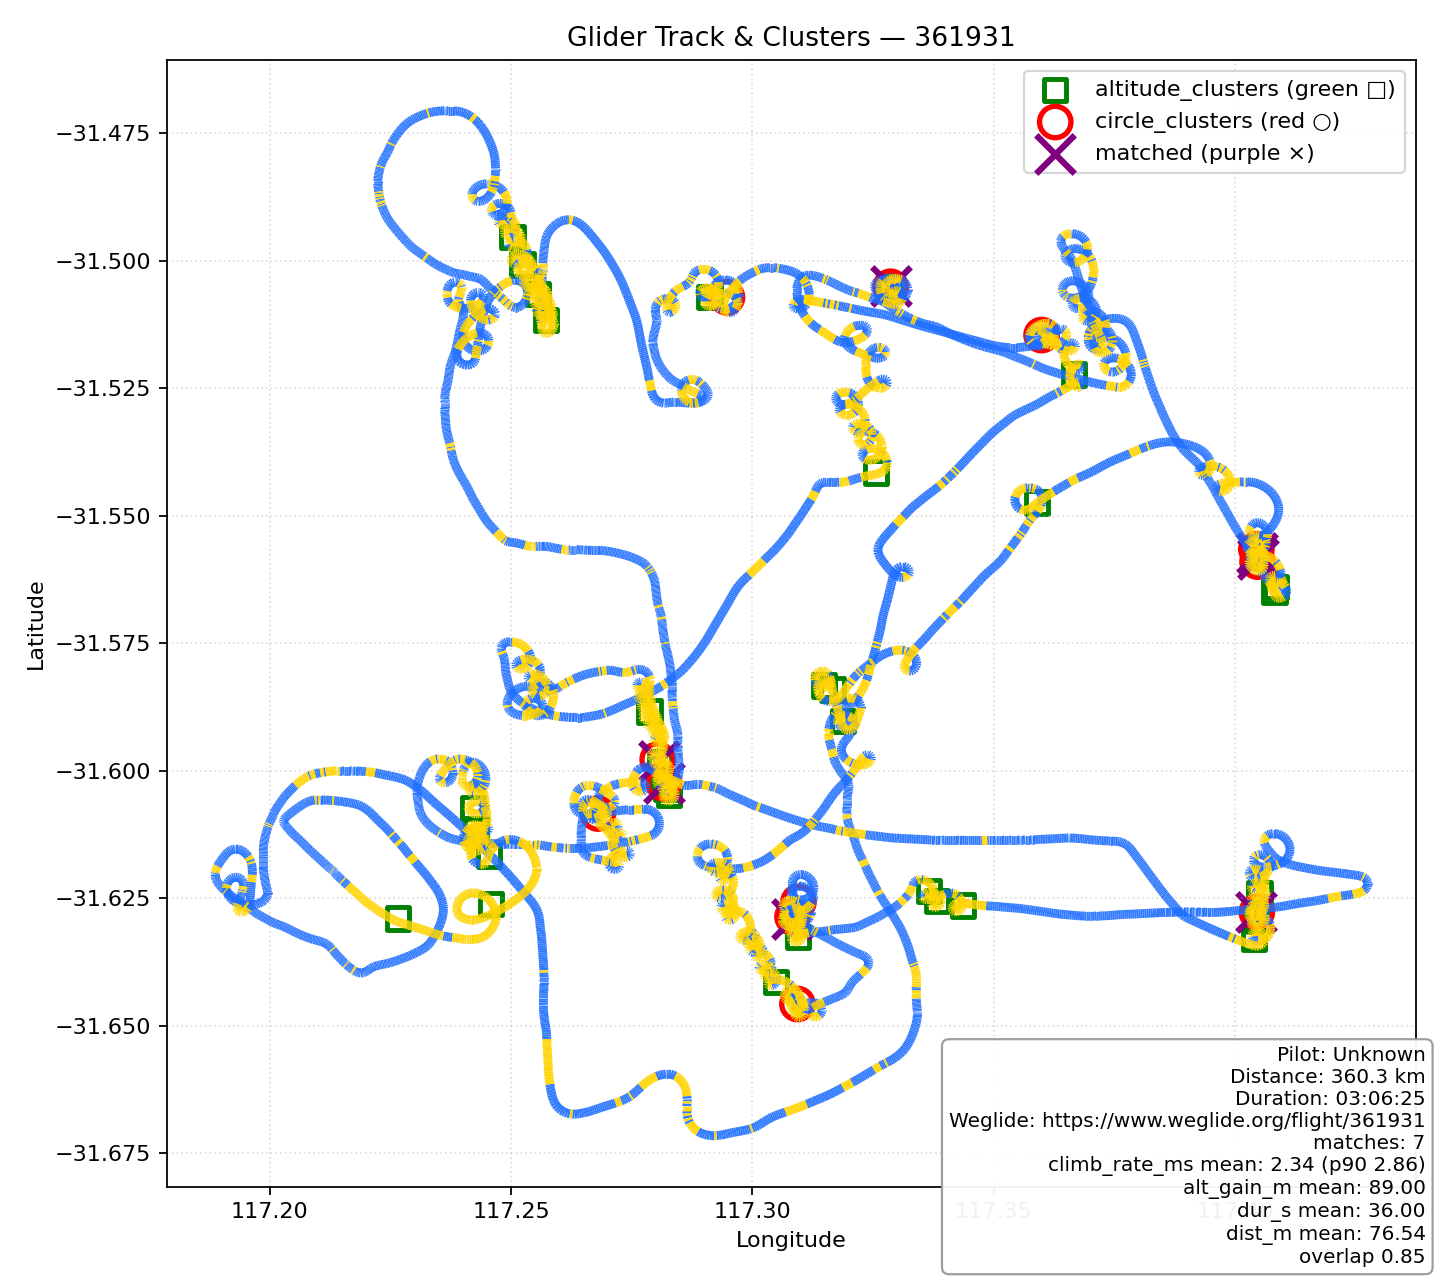 Glider Track & Clusters — 361931
altitude_clusters (green □)
circle_clusters (red ○)
matched (purple ×)
−31.475
−31.500
−31.525
−31.550
−31.575
−31.600
−31.625
−31.650
−31.675
Latitude
117.20
117.25
117.30
117.35
Longitude
Pilot: Unknown
Distance: 360.3 km
Duration: 03:06:25
Weglide: https://www.weglide.org/flight/361931
matches: 7
climb_rate_ms mean: 2.34 (p90 2.86)
alt_gain_m mean: 89.00
dur_s mean: 36.00
dist_m mean: 76.54
overlap 0.85